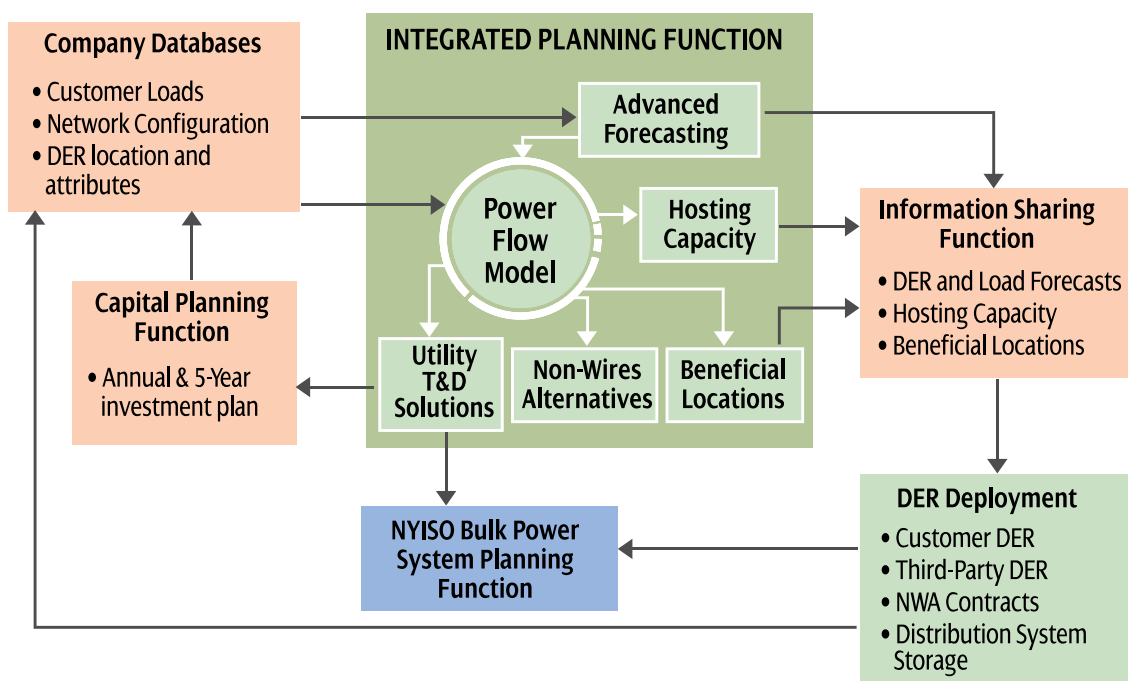 Company Databases
• Customer Loads
• Network Configuration
• DER location and
attributes
INTEGRATED PLANNING FUNCTION
Advanced
Forecasting
Power
Flow
Model
Hosting
Capacity
Information Sharing
Function
• DER and Load Forecasts
• Hosting Capacity
• Beneficial Locations
Capital Planning
Function
• Annual & 5-Year
investment plan
Utility
T&D
Solutions
Non-Wires
Alternatives
Beneficial
Locations
NYISO Bulk Power
System Planning
Function
DER Deployment
• Customer DER
• Third-Party DER
• NWA Contracts
• Distribution System
Storage